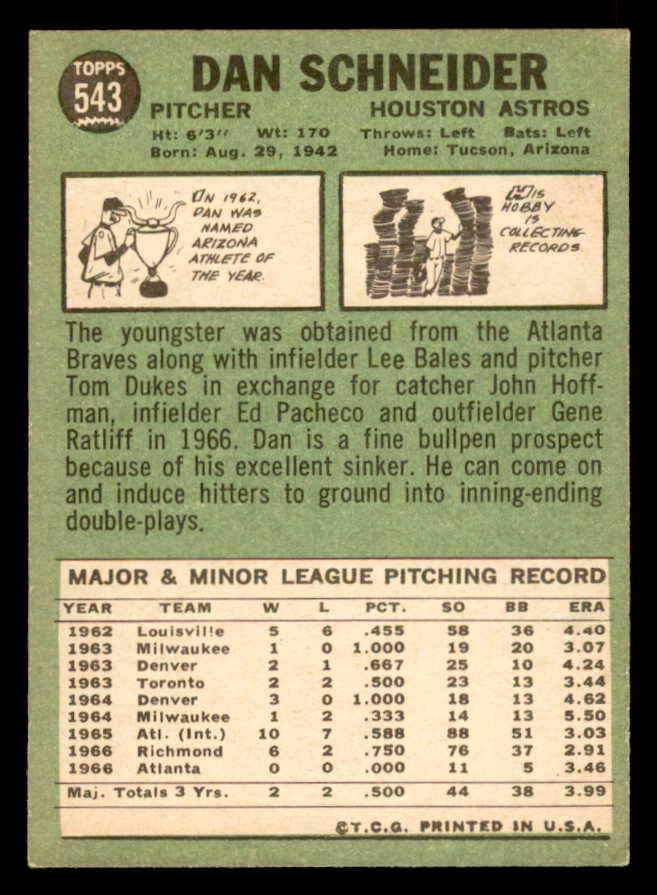 TOPPS
543
DAN SCHNEIDER
PITCHER HOUSTON ASTROS
Ht: 6'3" Wt: 170 Throws: Left Bats: Left
Born: Aug. 29, 1942 Home: Tucson, Arizona
IN 1962,
DAN WAS
NAMED
ARIZONA
ATHLETE OF
THE YEAR.
HIS
HOBBY
IS
COLLECTING
RECORDS.
The youngster was obtained from the Atlanta
Braves along with infielder Lee Bales and pitcher
Tom Dukes in exchange for catcher John Hoff-
man, infielder Ed Pacheco and outfielder Gene
Ratliff in 1966. Dan is a fine bullpen prospect
because of his excellent sinker. He can come on
and induce hitters to ground into inning-ending
double-plays.
MAJOR & MINOR LEAGUE PITCHING RECORD
YEAR TEAM W L PCT. SO BB ERA
1962 Louisville 5 6 .455 58 36 4.40
1963 Milwaukee 1 0 1.000 19 20 3.07
1963 Denver 2 1 .667 25 10 4.24
1963 Toronto 2 2 .500 23 13 3.44
1964 Denver 3 0 1.000 18 13 4.62
1964 Milwaukee 1 2 .333 14 13 5.50
1965 Atl. (Int.) 10 7 .588 88 51 3.03
1966 Richmond 6 2 .750 76 37 2.91
1966 Atlanta 0 0 .000 11 5 3.46
Maj. Totals 3 Yrs. 2 2 .500 44 38 3.99
©T.C.G. PRINTED IN U.S.A.